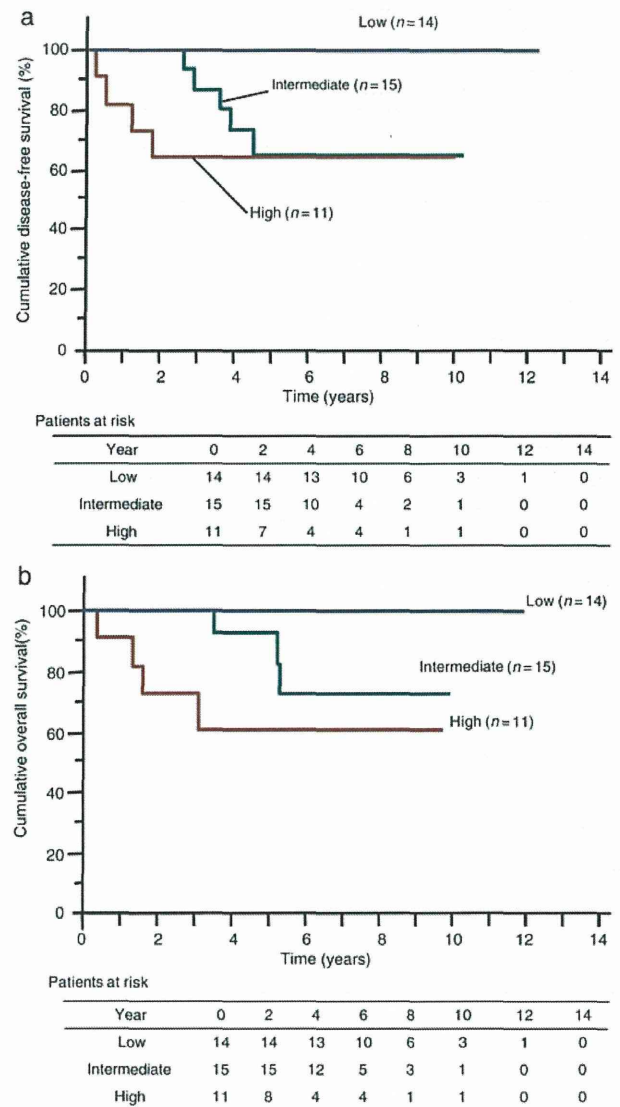 a
Low (n=14)
100
Intermediate (n=15)
80
60
High (n=11)
40
20
0
Cumulative disease-free survival (%)
0 2 4 6 8 10 12 14
Time (years)
Patients at risk
Year 0 2 4 6 8 10 12 14
Low 14 14 13 10 6 3 1 0
Intermediate 15 15 10 4 2 1 0 0
High 11 7 4 4 1 1 0 0
b
Low (n=14)
100
Intermediate (n=15)
80
High (n=11)
60
40
20
0
Cumulative overall survival(%)
0 2 4 6 8 10 12 14
Time (years)
Patients at risk
Year 0 2 4 6 8 10 12 14
Low 14 14 13 10 6 3 1 0
Intermediate 15 15 12 5 3 1 0 0
High 11 8 4 4 1 1 0 0